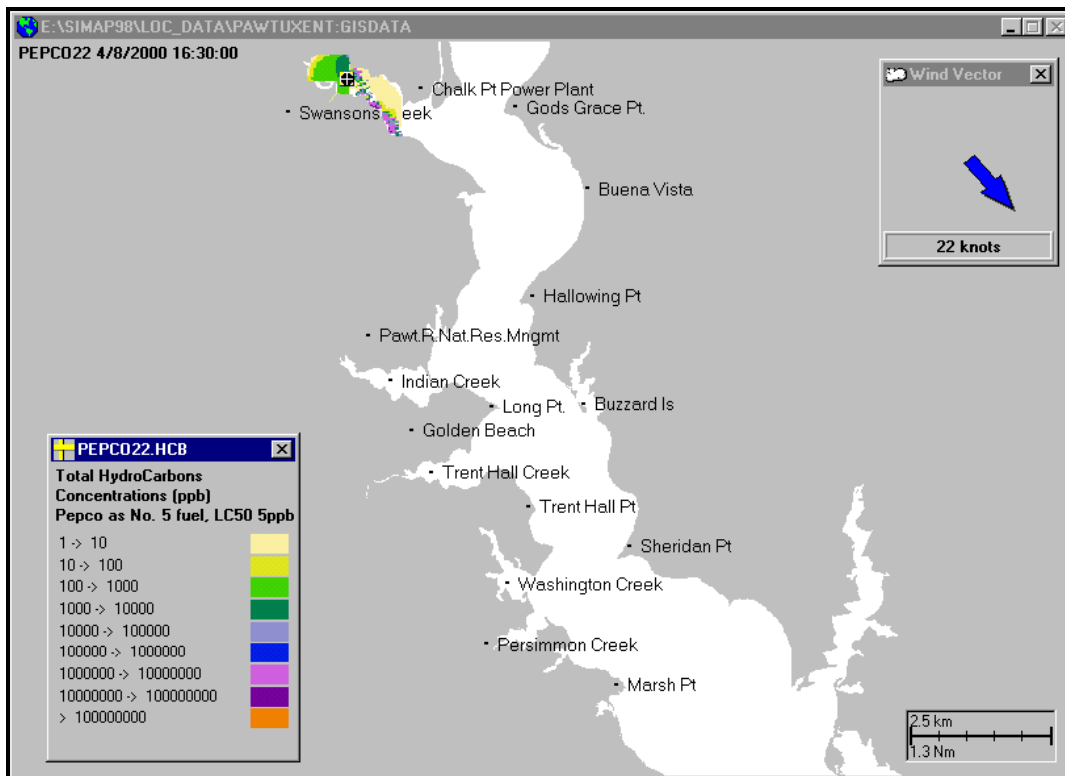 E:\SIMAP98\LOC_DATA\PAWTUXENT:GISDATA
PEPCO22 4/8/2000 16:30:00
Wind Vector
Chalk Pt Power Plant
Gods Grace Pt.
Swansons eek
Buena Vista
22 knots
Hallowing Pt
Pawt.R.Nat.Res.Mngmt
Indian Creek
Long Pt.
Buzzard Is
Golden Beach
PEPCO22.HCB
Trent Hall Creek
Total HydroCarbons
Concentrations (ppb)
Pepco as No. 5 fuel, LC50 5ppb
Trent Hall Pt
1 -> 10
Sheridan Pt
10 -> 100
100 -> 1000
Washington Creek
1000 -> 10000
10000 -> 100000
Persimmon Creek
100000 -> 1000000
1000000 -> 10000000
Marsh Pt
10000000 -> 100000000
> 100000000
2.5 km
1.3 Nm